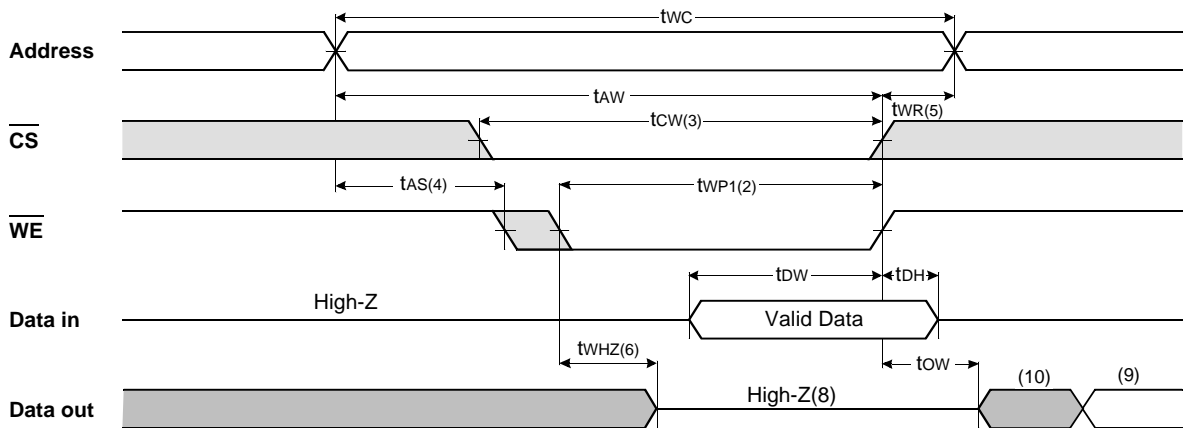 tWC
Address
tAW
tWR(5)
tCW(3)
CS
tAS(4)
tWP1(2)
WE
tDW
tDH
High-Z
Data in
Valid Data
tWHZ(6)
tOW
(10)
(9)
High-Z(8)
Data out